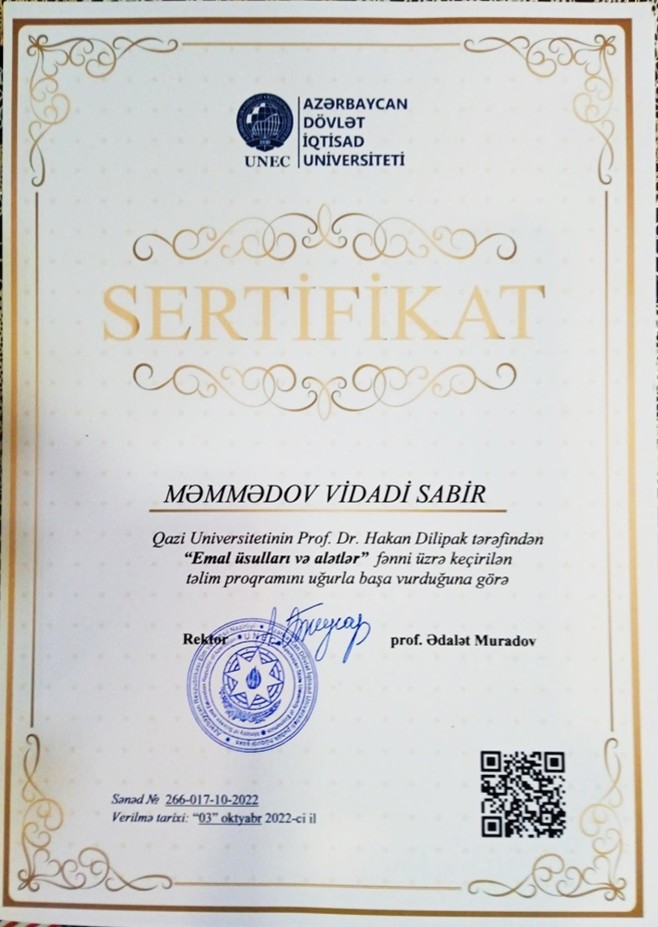 AZƏRBAYCAN
DÖVLƏT
İQTİSAD
UNİVERSİTETİ
UNEC
SERTİFİKAT
MƏMMƏDOV VİDADİ SABİR
Qazi Universitetinin Prof. Dr. Hakan Dilipak tərəfindən
“Emal üsulları və alətlər” fənni üzrə keçirilən
təlim proqramını uğurla başa vurduğuna görə
Rektor prof. Ədalət Muradov
Sənəd № 266-017-10-2022
Verilmə tarixi: “03” oktyabr 2022-ci il